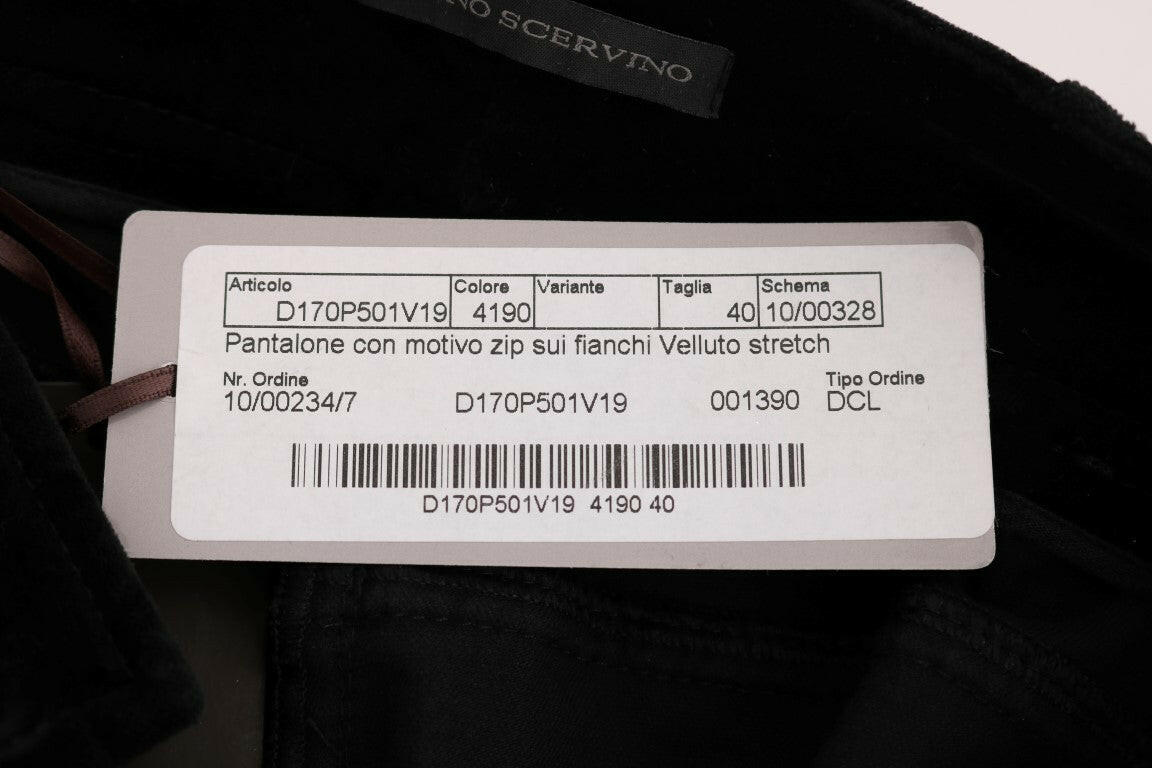 NO SCERVINO
Articolo Colore Variante Taglia Schema
D170P501V19 4190 40 10/00328
Pantalone con motivo zip sui fianchi Velluto stretch
Nr. Ordine Tipo Ordine
10/00234/7 D170P501V19 001390 DCL
D170P501V19 4190 40